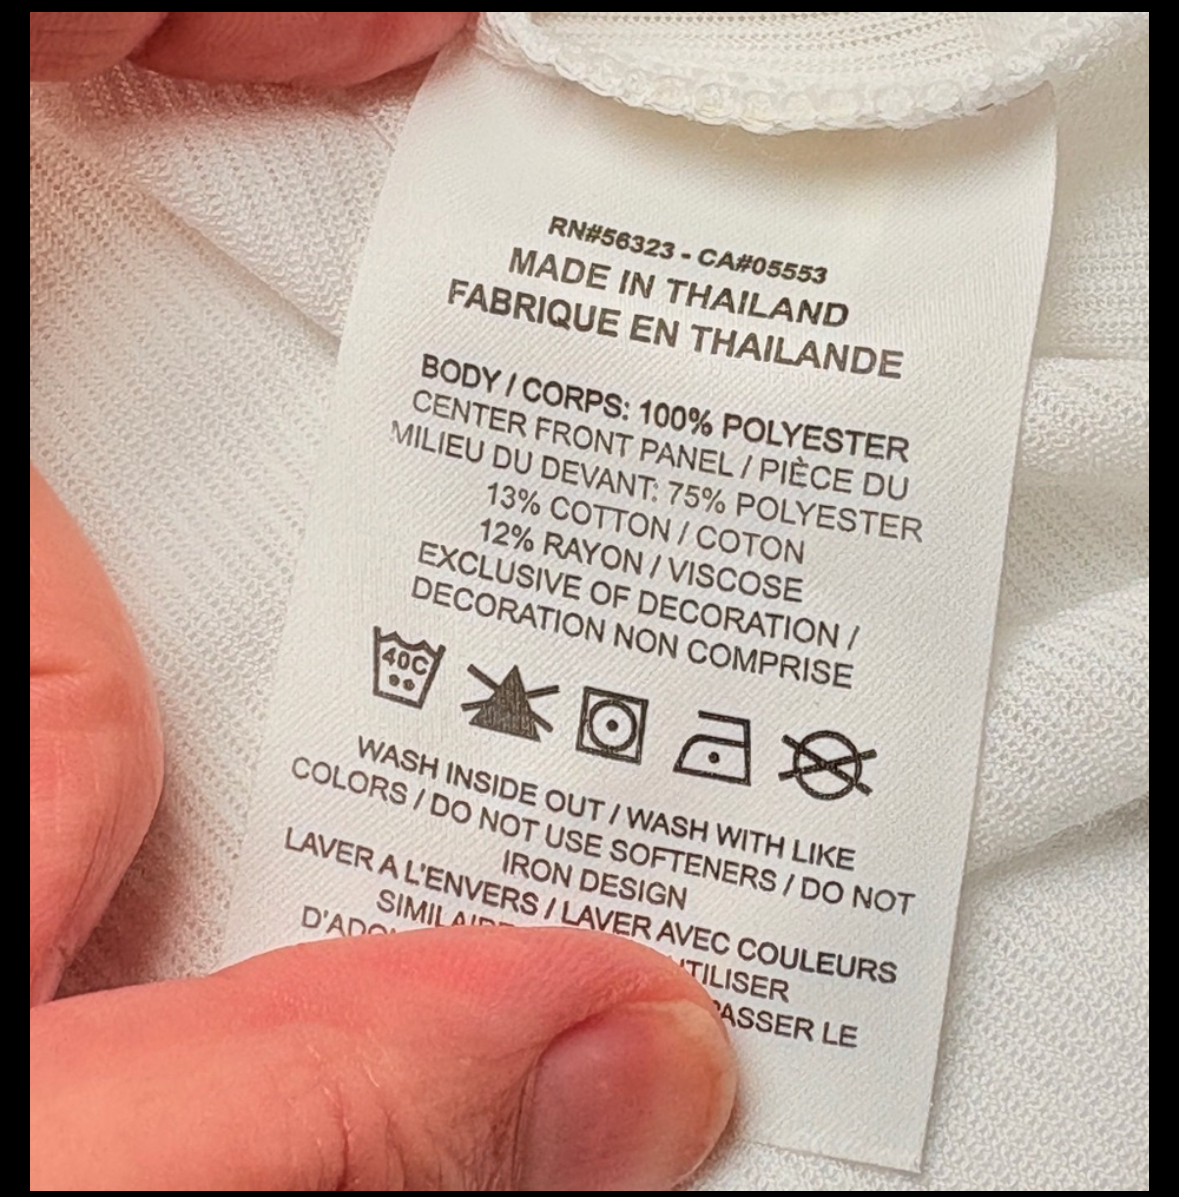 RN#56323 - CA#05553
MADE IN THAILAND
FABRIQUE EN THAILANDE
BODY / CORPS: 100% POLYESTER
CENTER FRONT PANEL / PIÈCE DU
MILIEU DU DEVANT: 75% POLYESTER
13% COTTON / COTON
12% RAYON / VISCOSE
EXCLUSIVE OF DECORATION /
DECORATION NON COMPRISE
40C
WASH INSIDE OUT / WASH WITH LIKE
COLORS / DO NOT USE SOFTENERS / DO NOT
IRON DESIGN
LAVER A L'ENVERS / LAVER AVEC COULEURS
LE